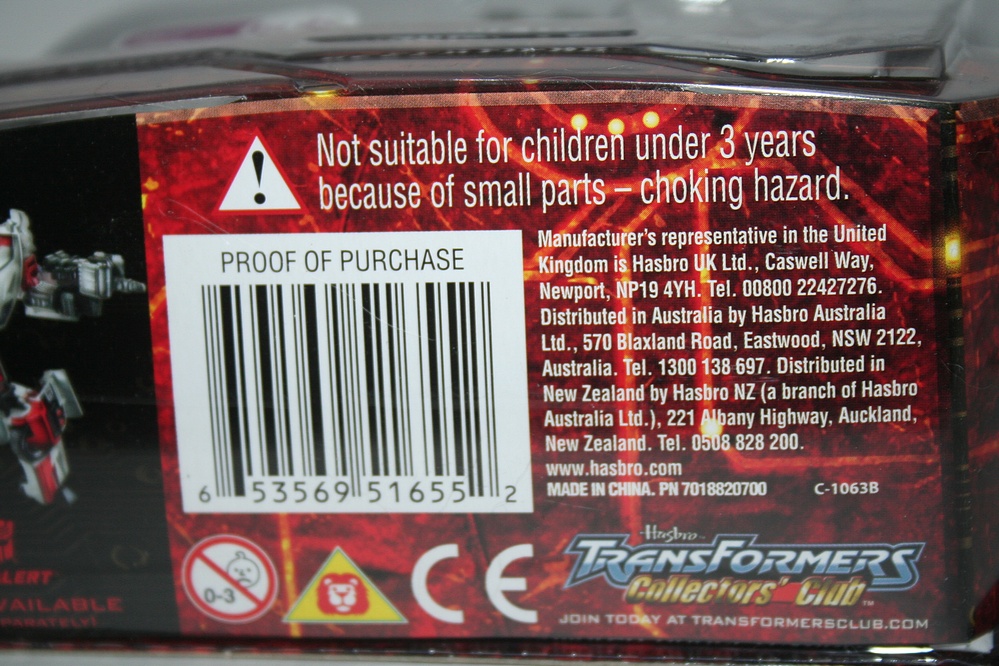 Not suitable for children under 3 years
because of small parts – choking hazard.
PROOF OF PURCHASE
6 53569 51655 2
Manufacturer's representative in the United
Kingdom is Hasbro UK Ltd., Caswell Way,
Newport, NP19 4YH. Tel. 00800 22427276.
Distributed in Australia by Hasbro Australia
Ltd., 570 Blaxland Road, Eastwood, NSW 2122,
Australia. Tel. 1300 138 697. Distributed in
New Zealand by Hasbro NZ (a branch of Hasbro
Australia Ltd.), 221 Albany Highway, Auckland,
New Zealand. Tel. 0508 828 200.
www.hasbro.com
MADE IN CHINA. PN 7018820700 C-1063B
0-3
CE
Hasbro
TRANSFORMERS
Collectors' Club™
JOIN TODAY AT TRANSFORMERSCLUB.COM